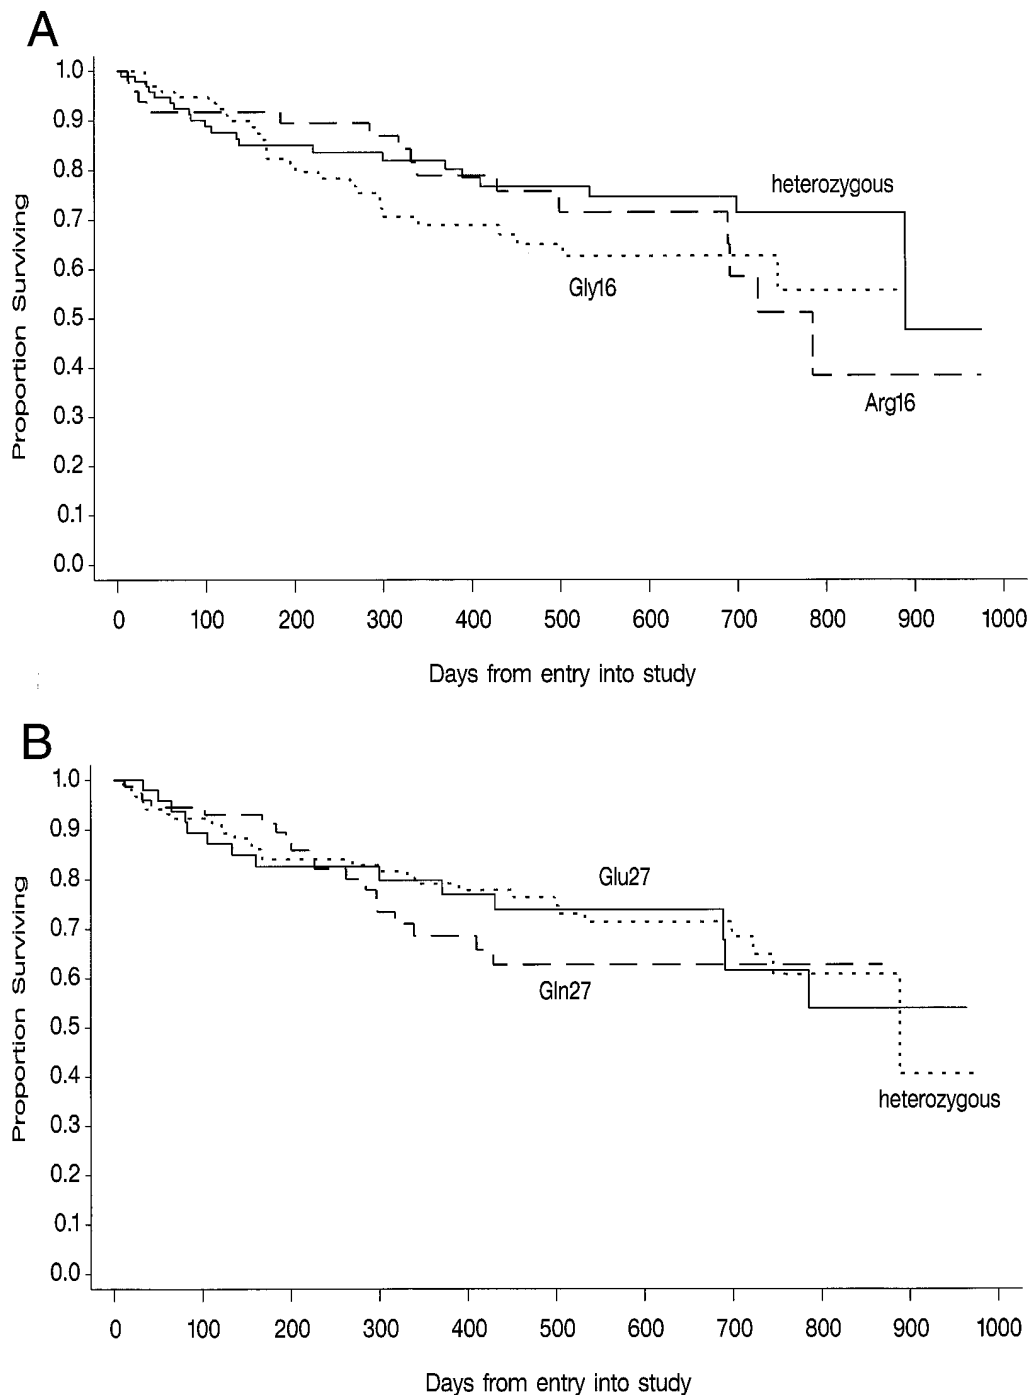 A
1.0
0.9
0.8
0.7
0.6
0.5
0.4
0.3
0.2
0.1
0.0
Proportion Surviving
heterozygous
Gly16
Arg16
0 100 200 300 400 500 600 700 800 900 1000
Days from entry into study
B
1.0
0.9
0.8
0.7
0.6
0.5
0.4
0.3
0.2
0.1
0.0
Proportion Surviving
Glu27
Gln27
heterozygous
0 100 200 300 400 500 600 700 800 900 1000
Days from entry into study